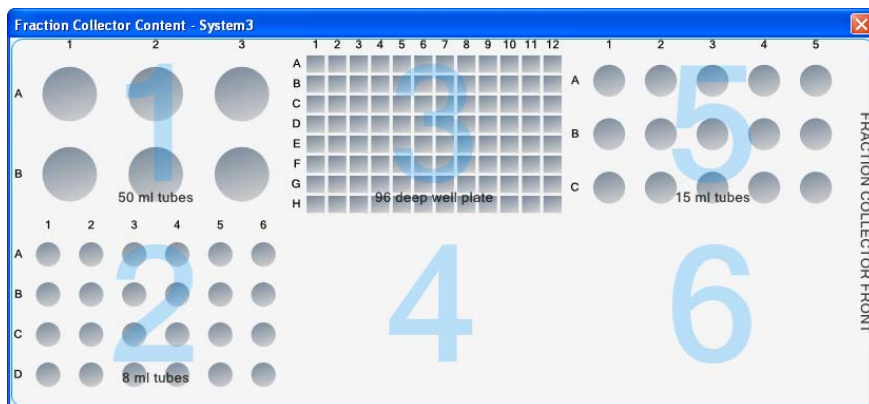 Fraction Collector Content - System3
1 2 3
A
B
1
50 ml tubes
1 2 3 4 5 6 7 8 9 10 11 12
A
B
C
D
E
F
G
H
3
96 deep well plate
1 2 3 4 5
A
B
C
5
15 ml tubes
1 2 3 4 5 6
A
B
C
D
2
8 ml tubes
4
6
FRACTION COLLECTOR FRONT